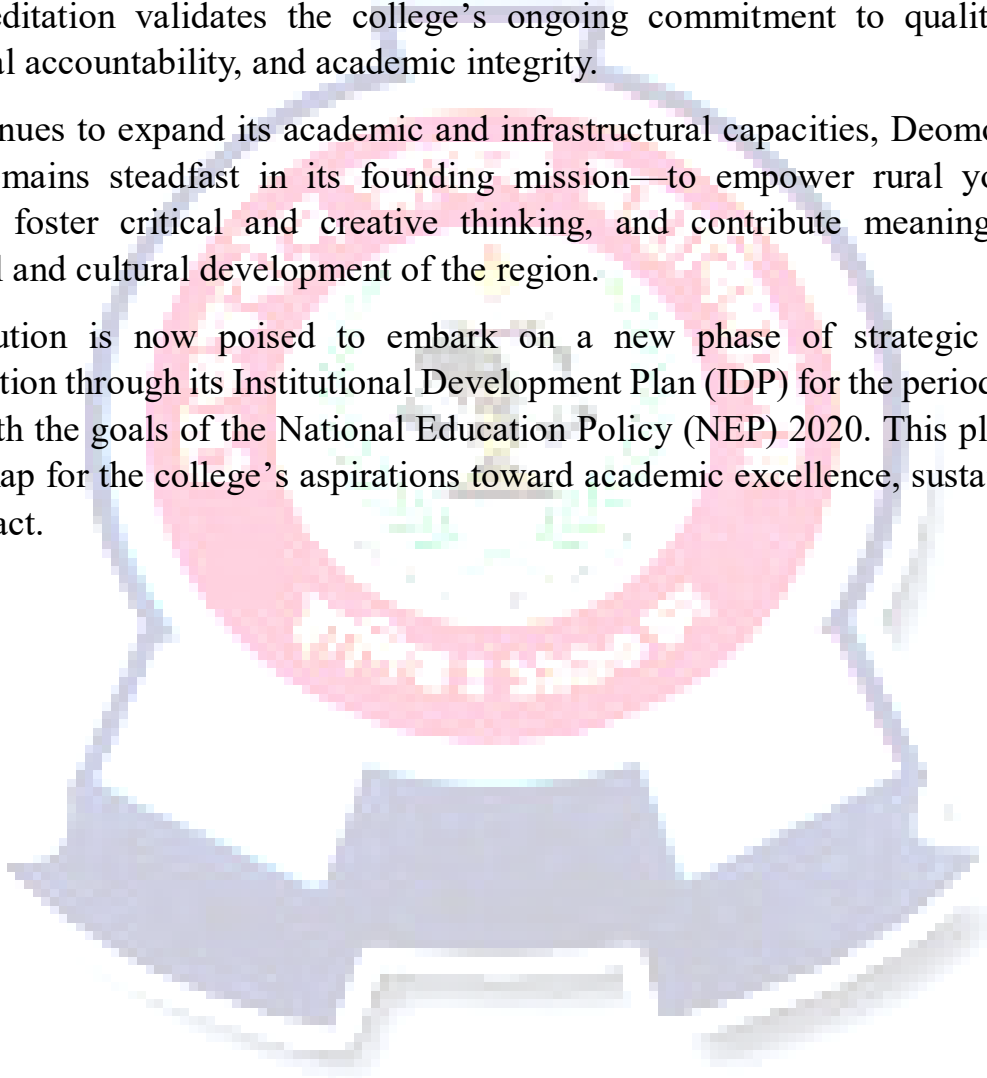 editation validates the college’s ongoing commitment to qualit
al accountability, and academic integrity.
nues to expand its academic and infrastructural capacities, Deomo
mains steadfast in its founding mission—to empower rural yo
foster critical and creative thinking, and contribute meaning
l and cultural development of the region.
ution is now poised to embark on a new phase of strategic
tion through its Institutional Development Plan (IDP) for the period
th the goals of the National Education Policy (NEP) 2020. This pl
ap for the college’s aspirations toward academic excellence, susta
act.